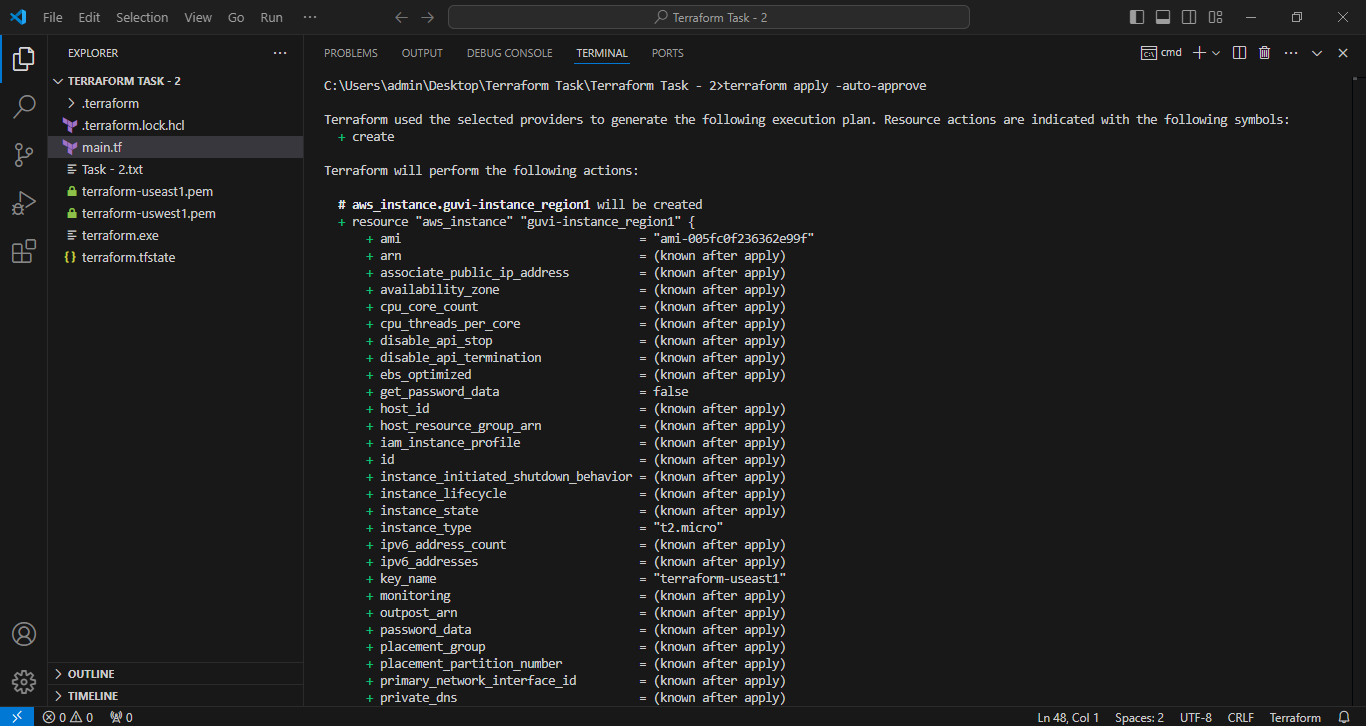 File Edit Selection View Go Run ···
Terraform Task - 2
EXPLORER ···
TERRAFORM TASK - 2
.terraform
.terraform.lock.hcl
main.tf
Task - 2.txt
terraform-useast1.pem
terraform-uswest1.pem
terraform.exe
{} terraform.tfstate
OUTLINE
TIMELINE
PROBLEMS OUTPUT DEBUG CONSOLE TERMINAL PORTS
cmd
C:\Users\admin\Desktop\Terraform Task\Terraform Task - 2>terraform apply -auto-approve
Terraform used the selected providers to generate the following execution plan. Resource actions are indicated with the following symbols:
+ create
Terraform will perform the following actions:
# aws_instance.guvi-instance_region1 will be created
+ resource "aws_instance" "guvi-instance_region1" {
+ ami = "ami-005fc0f236362e99f"
+ arn = (known after apply)
+ associate_public_ip_address = (known after apply)
+ availability_zone = (known after apply)
+ cpu_core_count = (known after apply)
+ cpu_threads_per_core = (known after apply)
+ disable_api_stop = (known after apply)
+ disable_api_termination = (known after apply)
+ ebs_optimized = (known after apply)
+ get_password_data = false
+ host_id = (known after apply)
+ host_resource_group_arn = (known after apply)
+ iam_instance_profile = (known after apply)
+ id = (known after apply)
+ instance_initiated_shutdown_behavior = (known after apply)
+ instance_lifecycle = (known after apply)
+ instance_state = (known after apply)
+ instance_type = "t2.micro"
+ ipv6_address_count = (known after apply)
+ ipv6_addresses = (known after apply)
+ key_name = "terraform-useast1"
+ monitoring = (known after apply)
+ outpost_arn = (known after apply)
+ password_data = (known after apply)
+ placement_group = (known after apply)
+ placement_partition_number = (known after apply)
+ primary_network_interface_id = (known after apply)
+ private_dns = (known after apply)
0 0 0
Ln 48, Col 1 Spaces: 2 UTF-8 CRLF Terraform